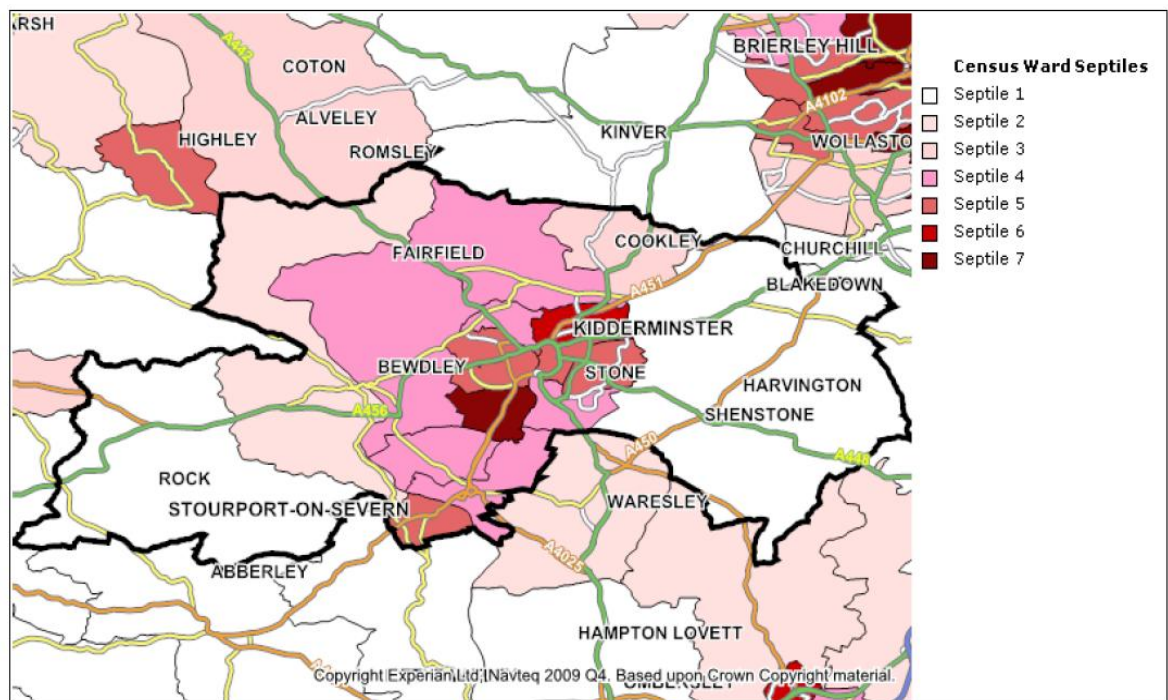 ARSH
A442
COTON
ALVELEY
HIGHLEY
ROMSLEY
KINVER
BRIERLEY HILL
A4102
WOLLASTO
FAIRFIELD
COOKLEY
CHURCHILL
BLAKEDOWN
A451
KIDDERMINSTER
BEWDLEY
STONE
HARVINGTON
A456
SHENSTONE
A450
A448
ROCK
STOURPORT-ON-SEVERN
WARESLEY
A4025
ABBERLEY
HAMPTON LOVETT
Copyright Experian Ltd, Navteq 2009 Q4. Based upon Crown Copyright material.
Census Ward Septiles
Septile 1
Septile 2
Septile 3
Septile 4
Septile 5
Septile 6
Septile 7